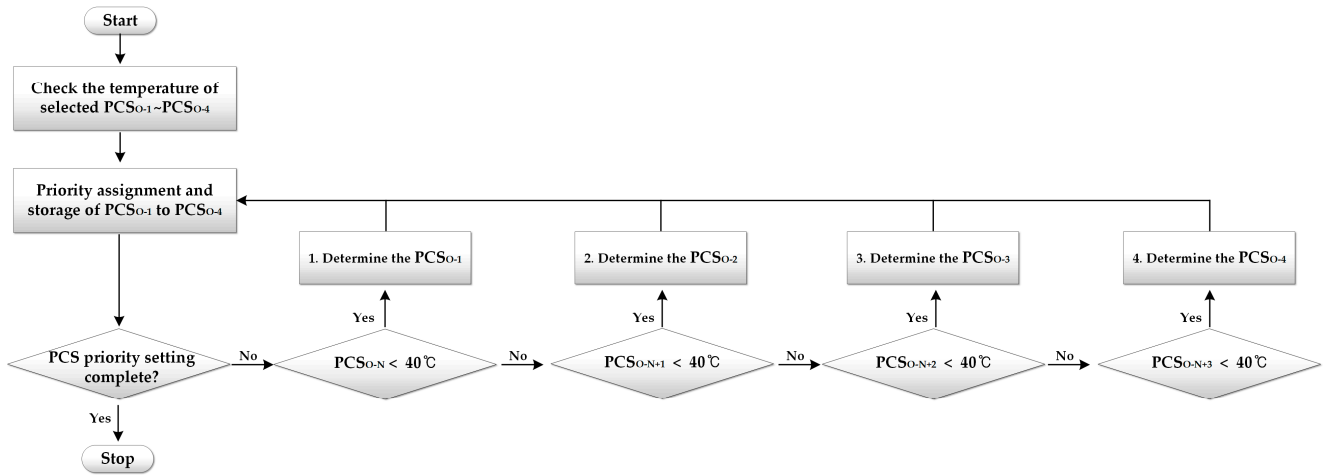 Start
Check the temperature of
selected PCSO-1~PCSO-4
Priority assignment and
storage of PCSO-1 to PCSO-4
1. Determine the PCSO-1
2. Determine the PCSO-2
3. Determine the PCSO-3
4. Determine the PCSO-4
Yes
Yes
Yes
Yes
PCS priority setting
complete?
No
PCSO-N < 40℃
No
PCSO-N+1 < 40℃
No
PCSO-N+2 < 40℃
No
PCSO-N+3 < 40℃
Yes
Stop